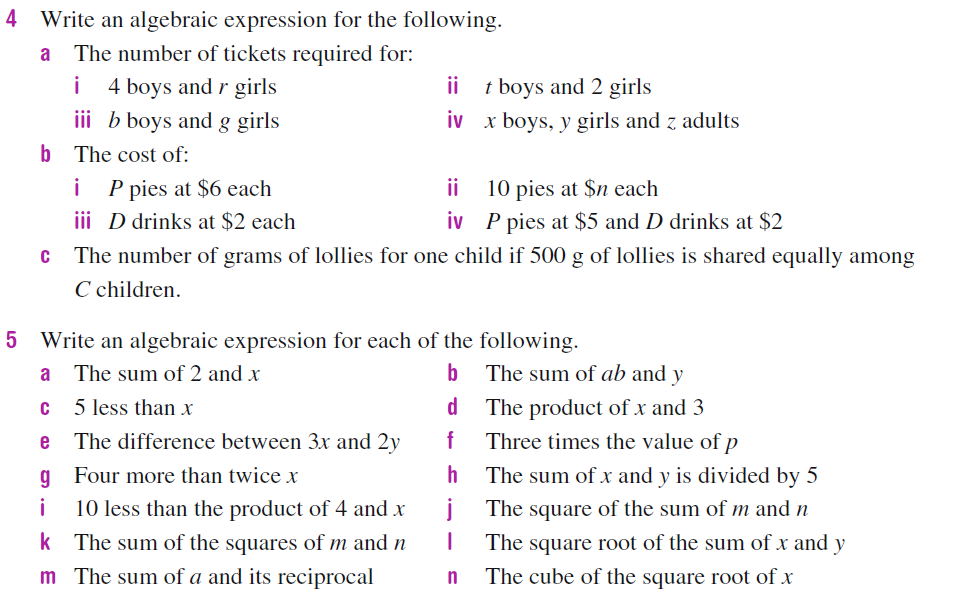 4 Write an algebraic expression for the following.
a The number of tickets required for:
i 4 boys and r girls ii t boys and 2 girls
iii b boys and g girls iv x boys, y girls and z adults
b The cost of:
i P pies at $6 each ii 10 pies at $n each
iii D drinks at $2 each iv P pies at $5 and D drinks at $2
c The number of grams of lollies for one child if 500 g of lollies is shared equally among
C children.
5 Write an algebraic expression for each of the following.
a The sum of 2 and x b The sum of ab and y
c 5 less than x d The product of x and 3
e The difference between 3x and 2y f Three times the value of p
g Four more than twice x h The sum of x and y is divided by 5
i 10 less than the product of 4 and x j The square of the sum of m and n
k The sum of the squares of m and n l The square root of the sum of x and y
m The sum of a and its reciprocal n The cube of the square root of x